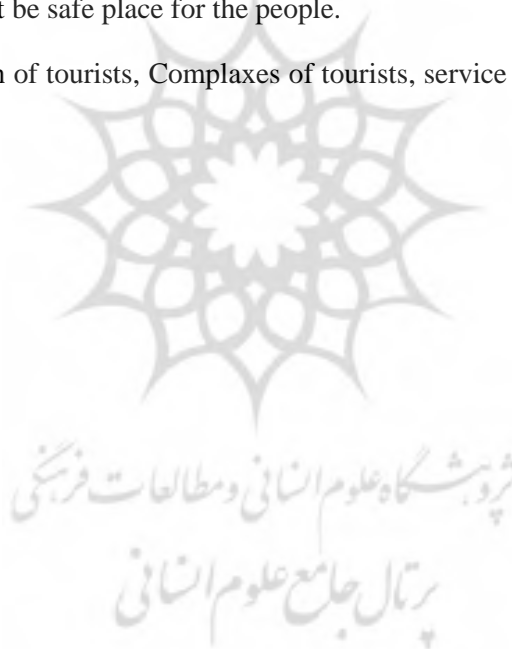 t be safe place for the people.
n of tourists, Complaxes of tourists, service
پژوهشگاه علوم انسانی و مطالعات فرهنگی
پرتال جامع علوم انسانی